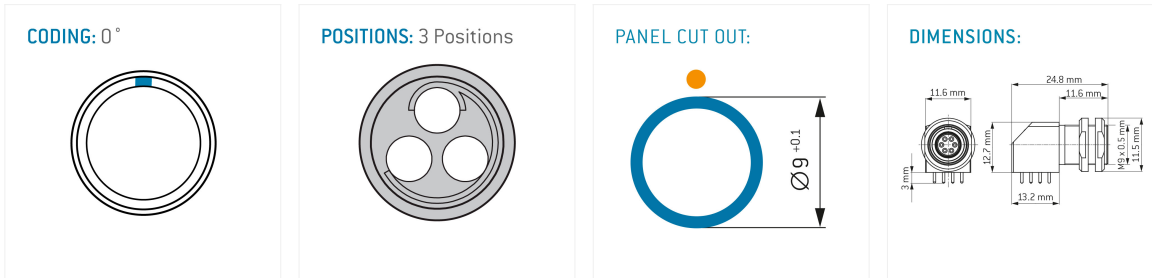 CODING: 0°
POSITIONS: 3 Positions
PANEL CUT OUT:
Ø 9 +0.1
DIMENSIONS:
24.8 mm
11.6 mm
11.6 mm
12.7 mm
3 mm
13.2 mm
M9 x 0.5 mm
11.5 mm